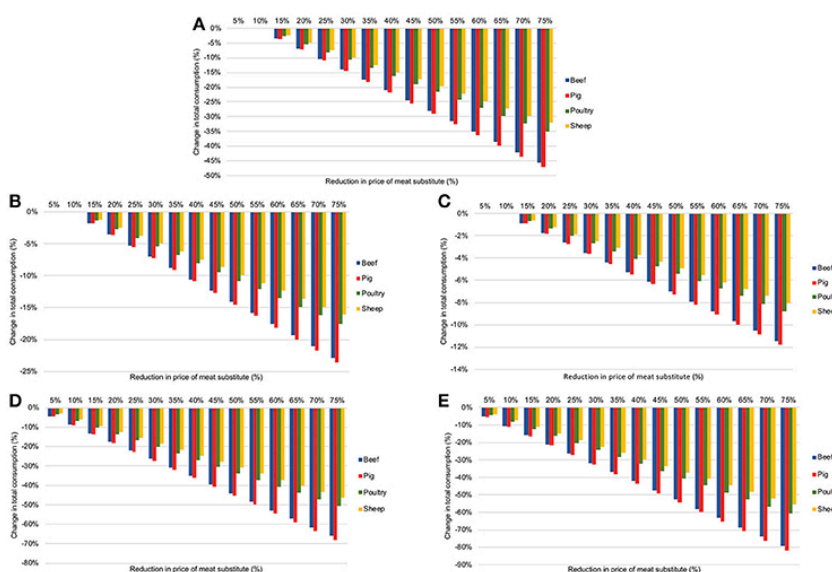 A
5% 10% 15% 20% 25% 30% 35% 40% 45% 50% 55% 60% 65% 70% 75%
0%
-5%
-10%
-15%
-20%
-25%
-30%
-35%
-40%
-45%
-50%
Change in total consumption (%)
Beef
Pig
Poultry
Sheep
Reduction in price of meat substitute (%)
B
5% 10% 15% 20% 25% 30% 35% 40% 45% 50% 55% 60% 65% 70% 75%
0%
-5%
-10%
-15%
-20%
-25%
Change in total consumption (%)
Beef
Pig
Poultry
Sheep
Reduction in price of meat substitute (%)
C
5% 10% 15% 20% 25% 30% 35% 40% 45% 50% 55% 60% 65% 70% 75%
0%
-2%
-4%
-6%
-8%
-10%
-12%
-14%
Change in total consumption (%)
Beef
Pig
Poult
Shee
Reduction in price of meat substitute (%)
D
5% 10% 15% 20% 25% 30% 35% 40% 45% 50% 55% 60% 65% 70% 75%
0%
-10%
-20%
-30%
-40%
-50%
-60%
-70%
-80%
Change in total consumption (%)
Beef
Pig
Poultry
Sheep
Reduction in price of meat substitute (%)
E
5% 10% 15% 20% 25% 30% 35% 40% 45% 50% 55% 60% 65% 70% 75%
0%
-10%
-20%
-30%
-40%
-50%
-60%
-70%
-80%
-90%
Change in total consumption (%)
Beef
Pig
Poultry
Sheep
Reduction in price of meat substitute (%)